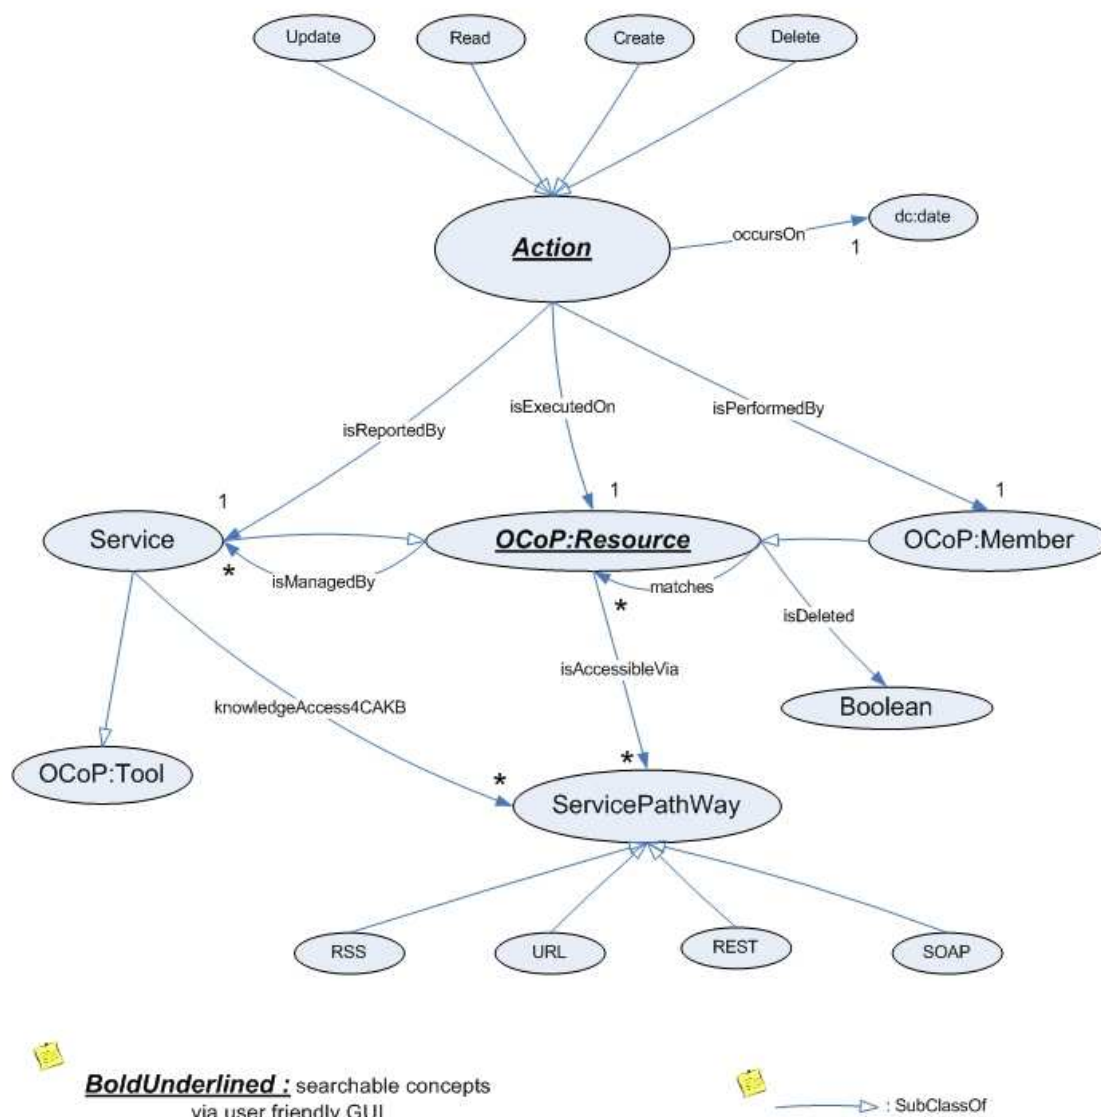 Update
Read
Create
Delete
Action
occursOn
dc:date
1
isReportedBy
isExecutedOn
isPerformedBy
1
1
1
Service
OCoP:Resource
OCoP:Member
*
isManagedBy
matches
*
isDeleted
isAccessibleVia
knowledgeAccess4CAKB
Boolean
OCoP:Tool
*
*
ServicePathWay
RSS
URL
REST
SOAP
BoldUnderlined : searchable concepts
via user friendly GUI
: SubClassOf